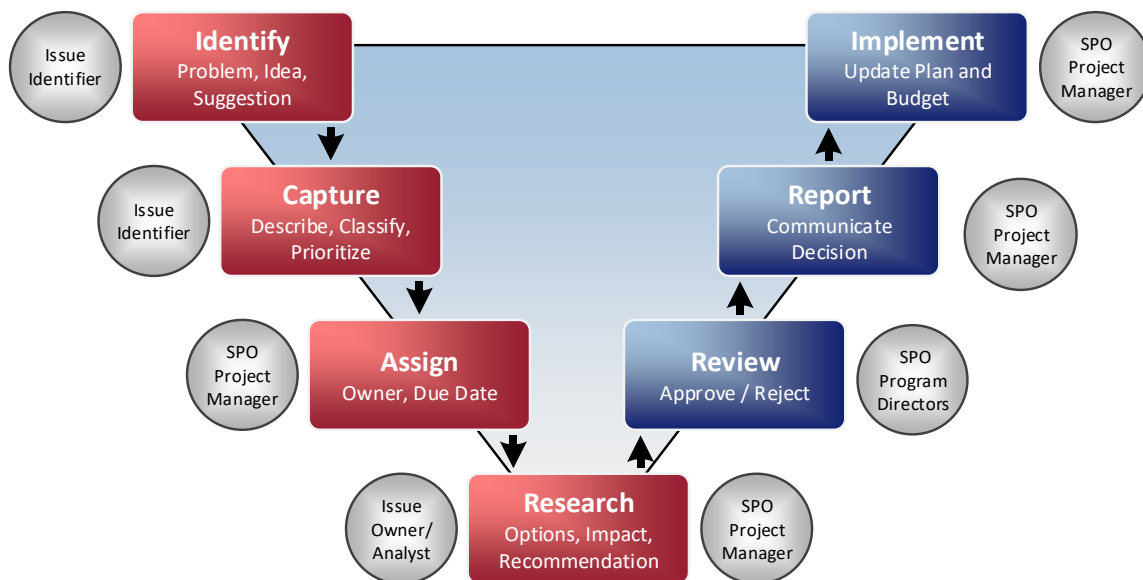 Issue
Identifier
Identify
Problem, Idea,
Suggestion
Implement
Update Plan and
Budget
SPO
Project
Manager
Issue
Identifier
Capture
Describe, Classify,
Prioritize
Report
Communicate
Decision
SPO
Project
Manager
SPO
Project
Manager
Assign
Owner, Due Date
Review
Approve / Reject
SPO
Program
Directors
Issue
Owner/
Analyst
Research
Options, Impact,
Recommendation
SPO
Project
Manager